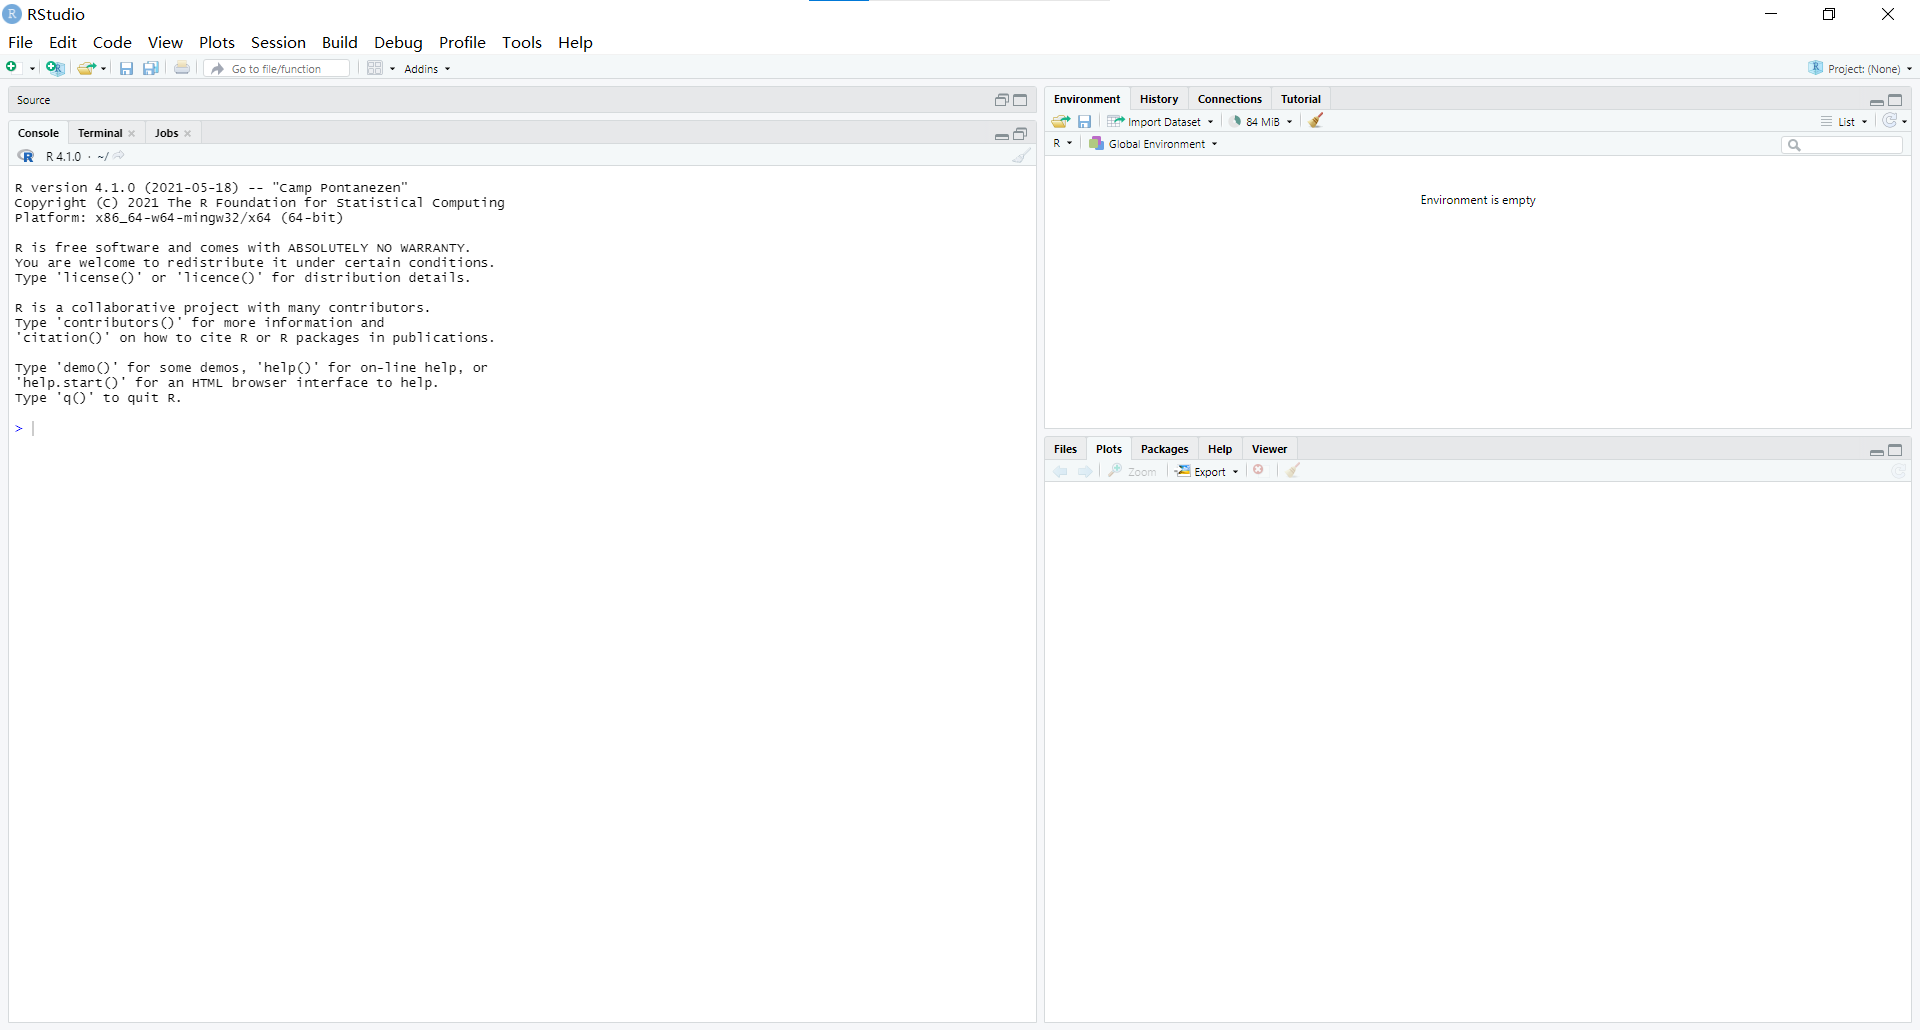 RStudio
File Edit Code View Plots Session Build Debug Profile Tools Help
Go to file/function Addins Project: (None)
Source
Console Terminal Jobs
R 4.1.0 · ~/
R version 4.1.0 (2021-05-18) -- "Camp Pontanezen"
Copyright (C) 2021 The R Foundation for Statistical Computing
Platform: x86_64-w64-mingw32/x64 (64-bit)
R is free software and comes with ABSOLUTELY NO WARRANTY.
You are welcome to redistribute it under certain conditions.
Type 'license()' or 'licence()' for distribution details.
R is a collaborative project with many contributors.
Type 'contributors()' for more information and
'citation()' on how to cite R or R packages in publications.
Type 'demo()' for some demos, 'help()' for on-line help, or
'help.start()' for an HTML browser interface to help.
Type 'q()' to quit R.
>
Environment History Connections Tutorial
Import Dataset 84 MiB List
R Global Environment
Environment is empty
Files Plots Packages Help Viewer
Zoom Export